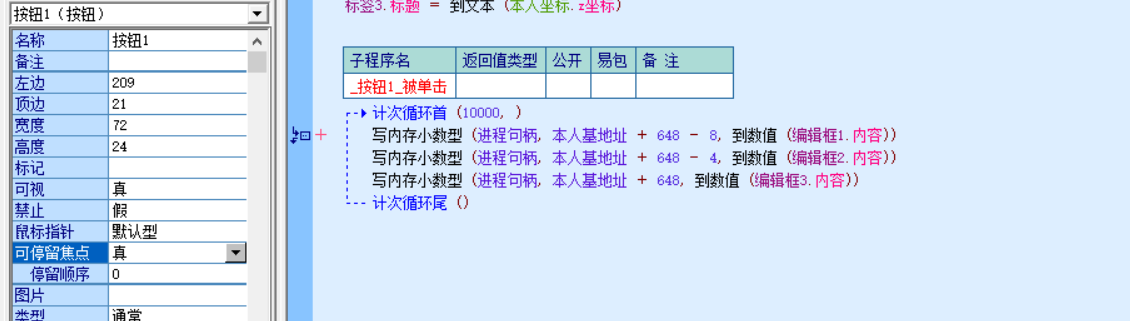 按钮1（按钮）
名称 按钮1
备注
左边 209
顶边 21
宽度 72
高度 24
标记
可视 真
禁止 假
鼠标指针 默认型
可停留焦点 真
停留顺序 0
图片
类型 通常
标签3.标题 = 到文本 (本人坐标.z坐标)
子程序名 返回值类型 公开 易包 备 注
_按钮1_被单击
计次循环首 (10000, )
写内存小数型 (进程句柄, 本人基地址 + 648 - 8, 到数值 (编辑框1.内容))
写内存小数型 (进程句柄, 本人基地址 + 648 - 4, 到数值 (编辑框2.内容))
写内存小数型 (进程句柄, 本人基地址 + 648, 到数值 (编辑框3.内容))
计次循环尾 ()